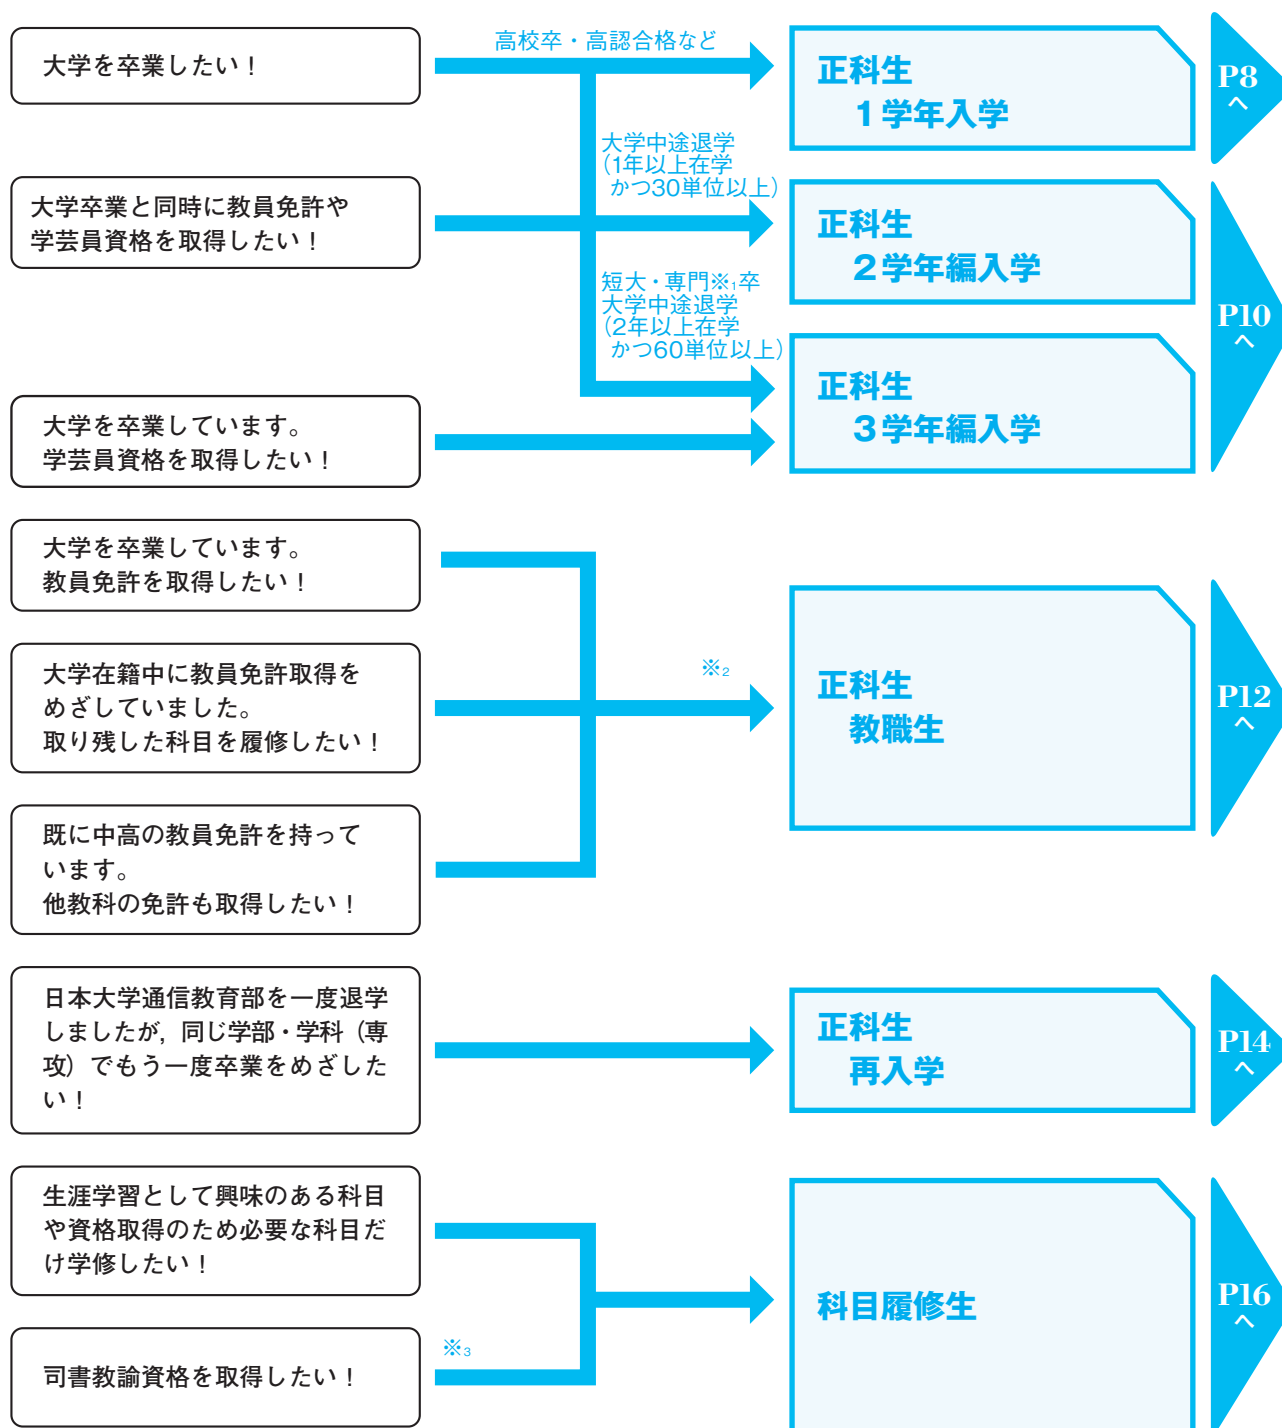 大学を卒業したい！
高校卒・高認合格など
正科生
１学年入学
P8
へ
大学中途退学
（1年以上在学
かつ30単位以上）
大学卒業と同時に教員免許や
学芸員資格を取得したい！
正科生
２学年編入学
P10
へ
短大・専門※1卒
大学中途退学
（2年以上在学
かつ60単位以上）
正科生
３学年編入学
大学を卒業しています。
学芸員資格を取得したい！
大学を卒業しています。
教員免許を取得したい！
大学在籍中に教員免許取得を
めざしていました。
取り残した科目を履修したい！
※2
正科生
教職生
P12
へ
既に中高の教員免許を持って
います。
他教科の免許も取得したい！
日本大学通信教育部を一度退学
しましたが，同じ学部・学科（専
攻）でもう一度卒業をめざした
い！
正科生
再入学
P14
へ
生涯学習として興味のある科目
や資格取得のため必要な科目だ
け学修したい！
科目履修生
P16
へ
※3
司書教諭資格を取得したい！